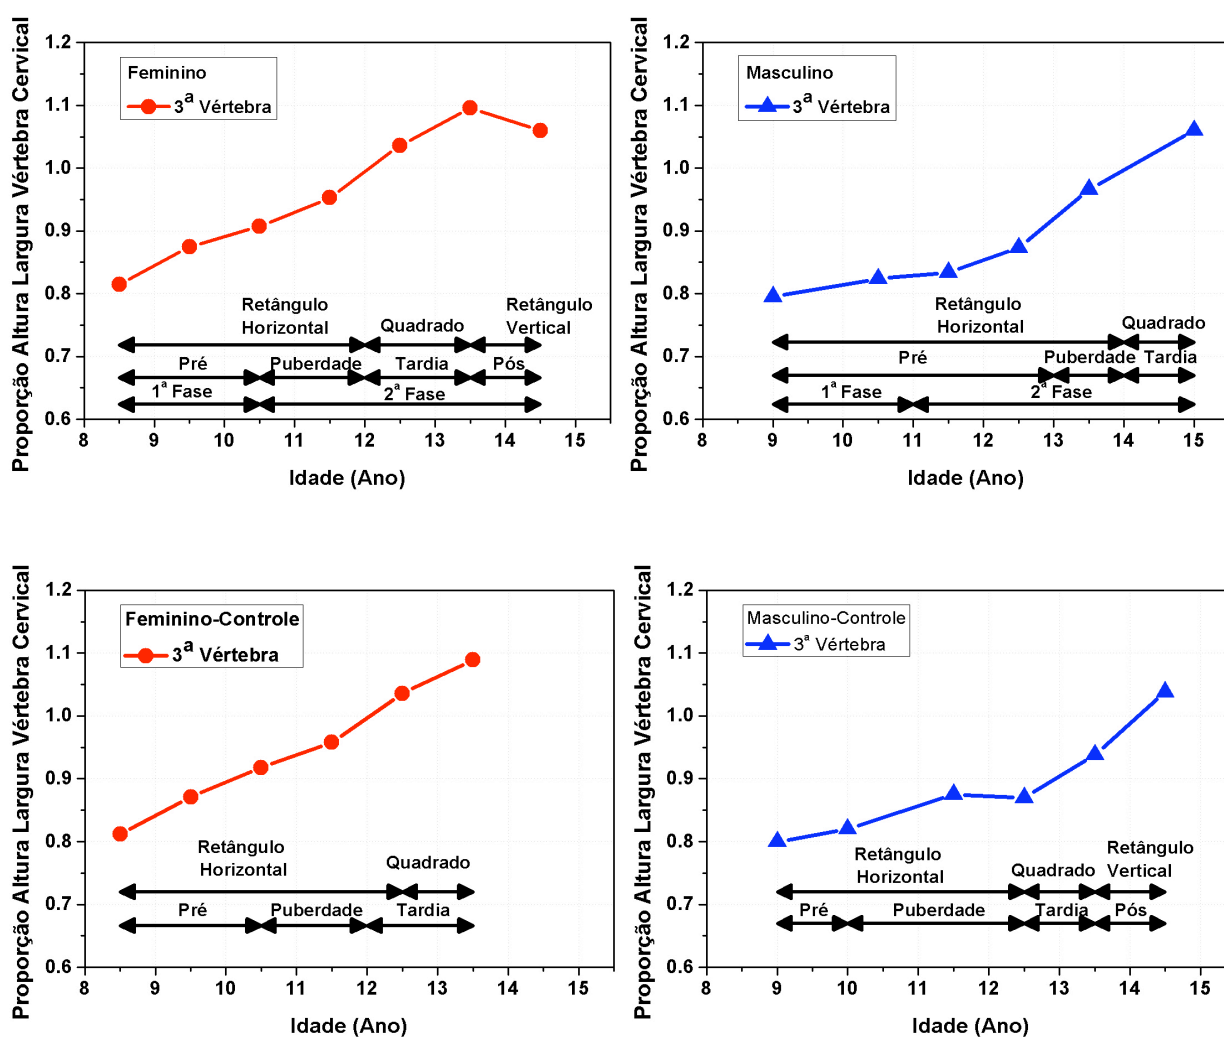 Proporção Altura Largura Vértebra Cervical
1.2
1.1
1.0
0.9
0.8
0.7
0.6
Feminino
3ª Vértebra
Retângulo
Horizontal
Quadrado
Retângulo
Vertical
Pré
Puberdade
Tardia
Pós
1ª Fase
2ª Fase
8 9 10 11 12 13 14 15
Idade (Ano)
Proporção Altura Largura Vértebra Cervical
1.2
1.1
1.0
0.9
0.8
0.7
0.6
Masculino
3ª Vértebra
Retângulo
Horizontal
Quadrado
Pré
Puberdade
Tardia
1ª Fase
2ª Fase
8 9 10 11 12 13 14 15
Idade (Ano)
Proporção Altura Largura Vértebra Cervical
1.2
1.1
1.0
0.9
0.8
0.7
0.6
Feminino-Controle
3ª Vértebra
Retângulo
Horizontal
Quadrado
Pré
Puberdade
Tardia
8 9 10 11 12 13 14 15
Idade (Ano)
Proporção Altura Largura Vértebra Cervical
1.2
1.1
1.0
0.9
0.8
0.7
0.6
Masculino-Controle
3ª Vértebra
Retângulo
Horizontal
Quadrado
Retângulo
Vertical
Pré
Puberdade
Tardia
Pós
8 9 10 11 12 13 14 15
Idade (Ano)